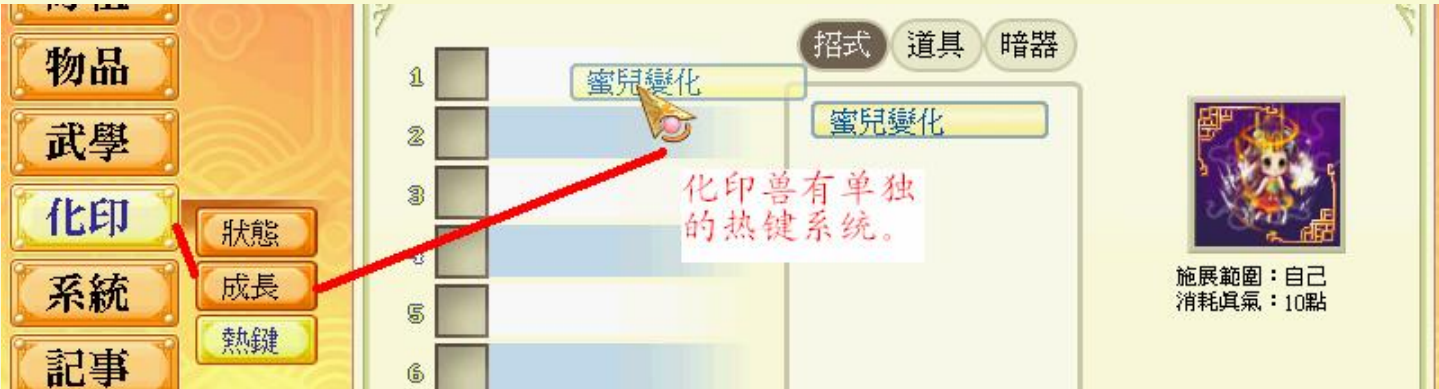 物品
武學
化印
系統
記事
狀態
成長
熱鍵
1
2
3
4
5
6
蜜兒變化
招式
道具
暗器
蜜兒變化
化印兽有单独
的热键系统。
施展範圍：自己
消耗眞氣：10點